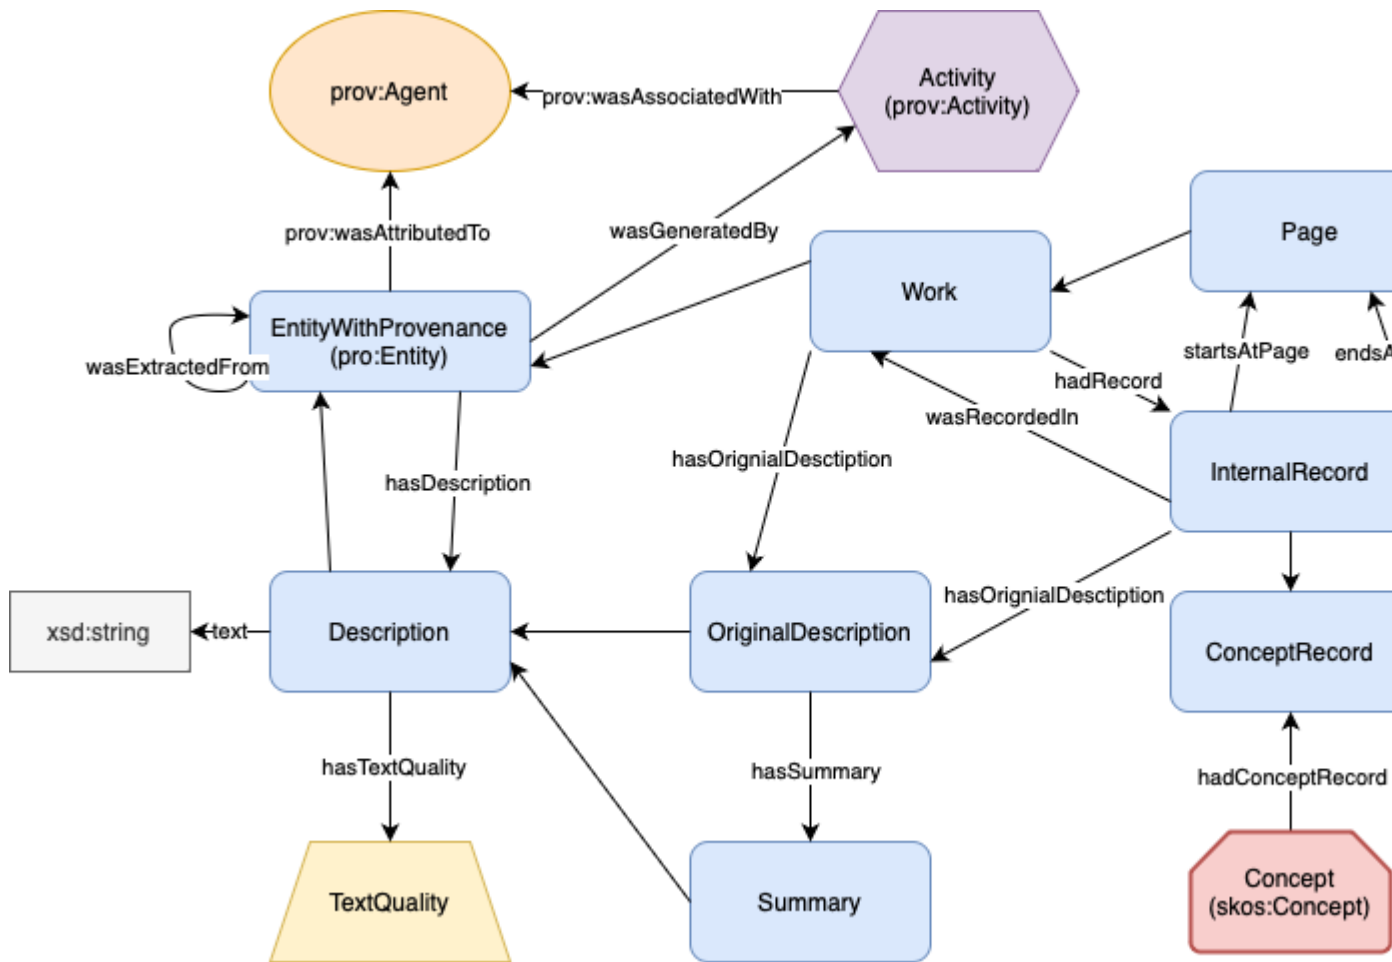 prov:Agent
prov:wasAssociatedWith
Activity
(prov:Activity)
prov:wasAttributedTo
wasGeneratedBy
Page
Work
EntityWithProvenance
(pro:Entity)
wasExtractedFrom
startsAtPage
endsA
hadRecord
wasRecordedIn
hasOrignialDesctiption
hasDescription
InternalRecord
hasOrignialDesctiption
xsd:string
text
Description
OriginalDescription
ConceptRecord
hasTextQuality
hasSummary
hadConceptRecord
TextQuality
Summary
Concept
(skos:Concept)